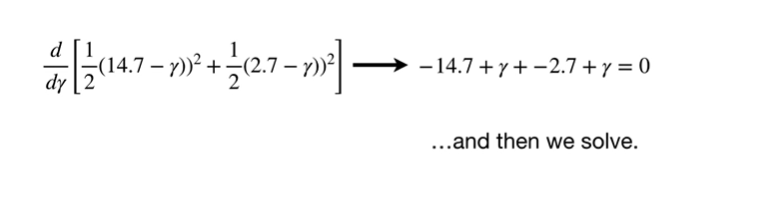 d/dγ [1/2(14.7 – γ))² + 1/2(2.7 – γ))²] ⟶ –14.7 + γ + –2.7 + γ = 0
…and then we solve.